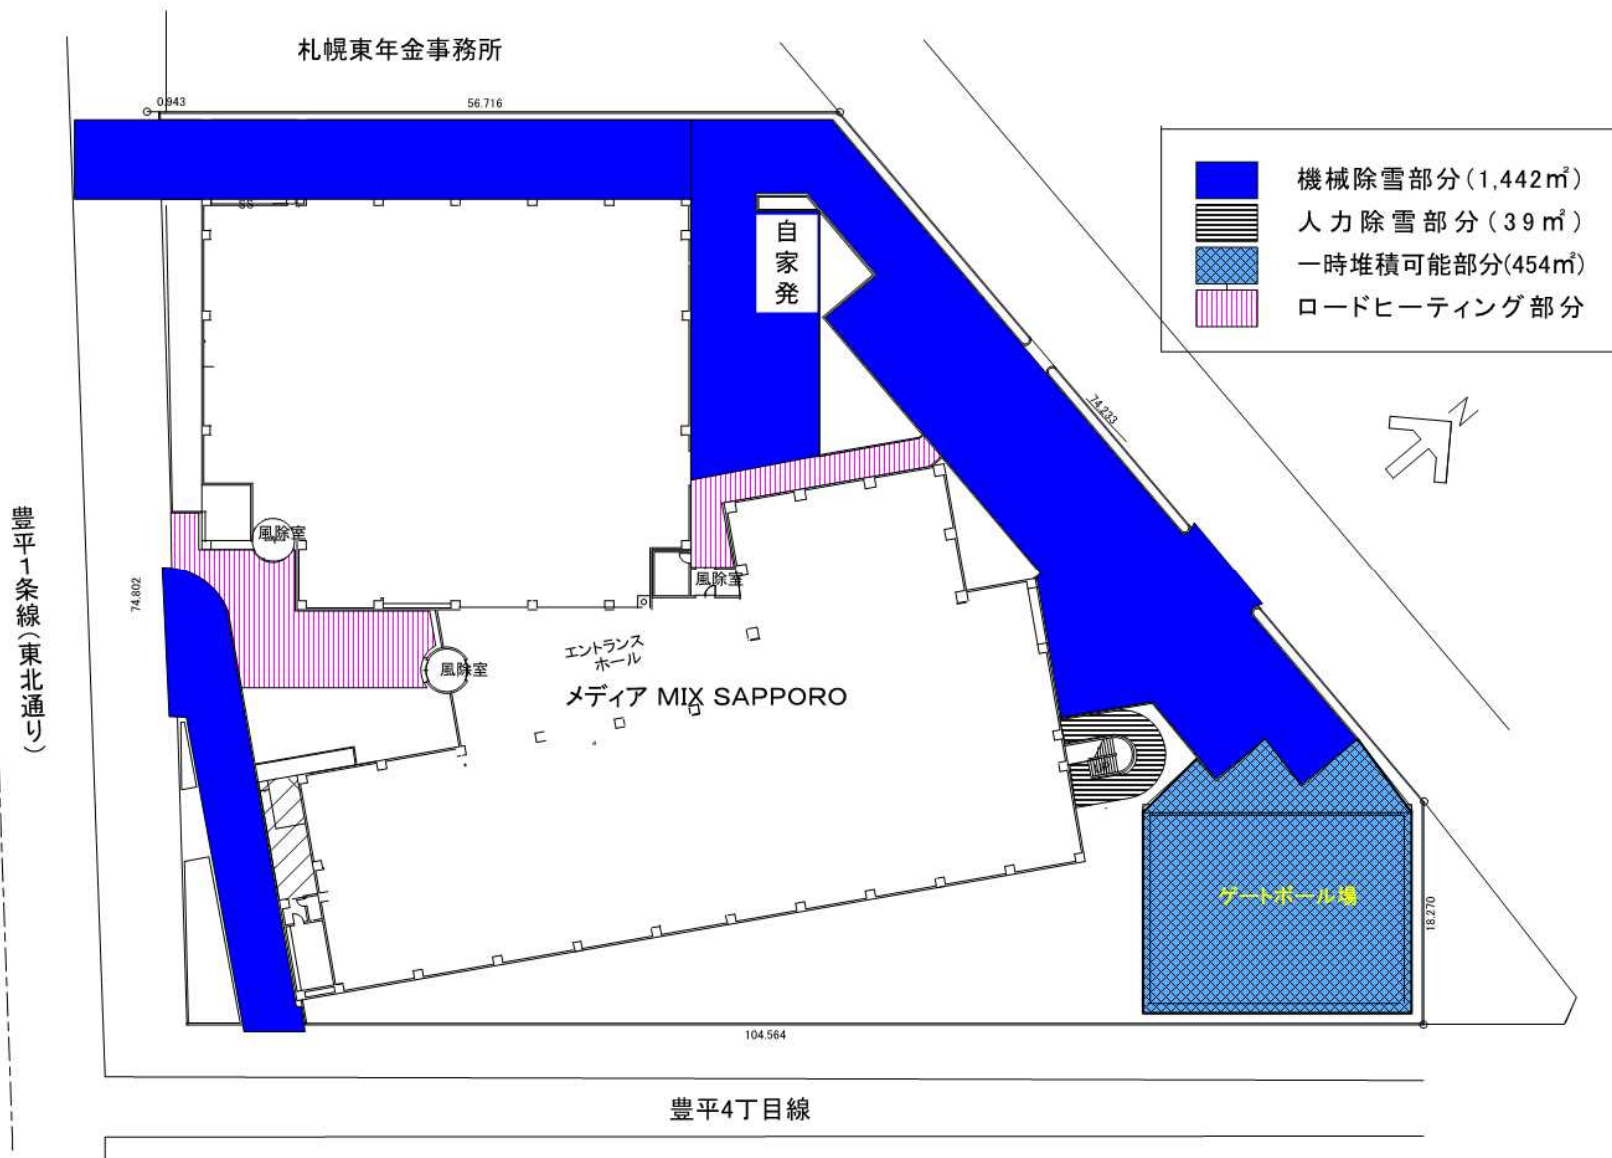 札幌東年金事務所
0.943
56.716
機械除雪部分(1,442㎡)
人力除雪部分(39㎡)
一時堆積可能部分(454㎡)
ロードヒーティング部分
SS
自家発
74.233
N
豊平1条線(東北通り)
74.802
風除室
風除室
風除室
エントランス
ホール
メディア MIX SAPPORO
ゲートボール場
18.270
104.564
豊平4丁目線